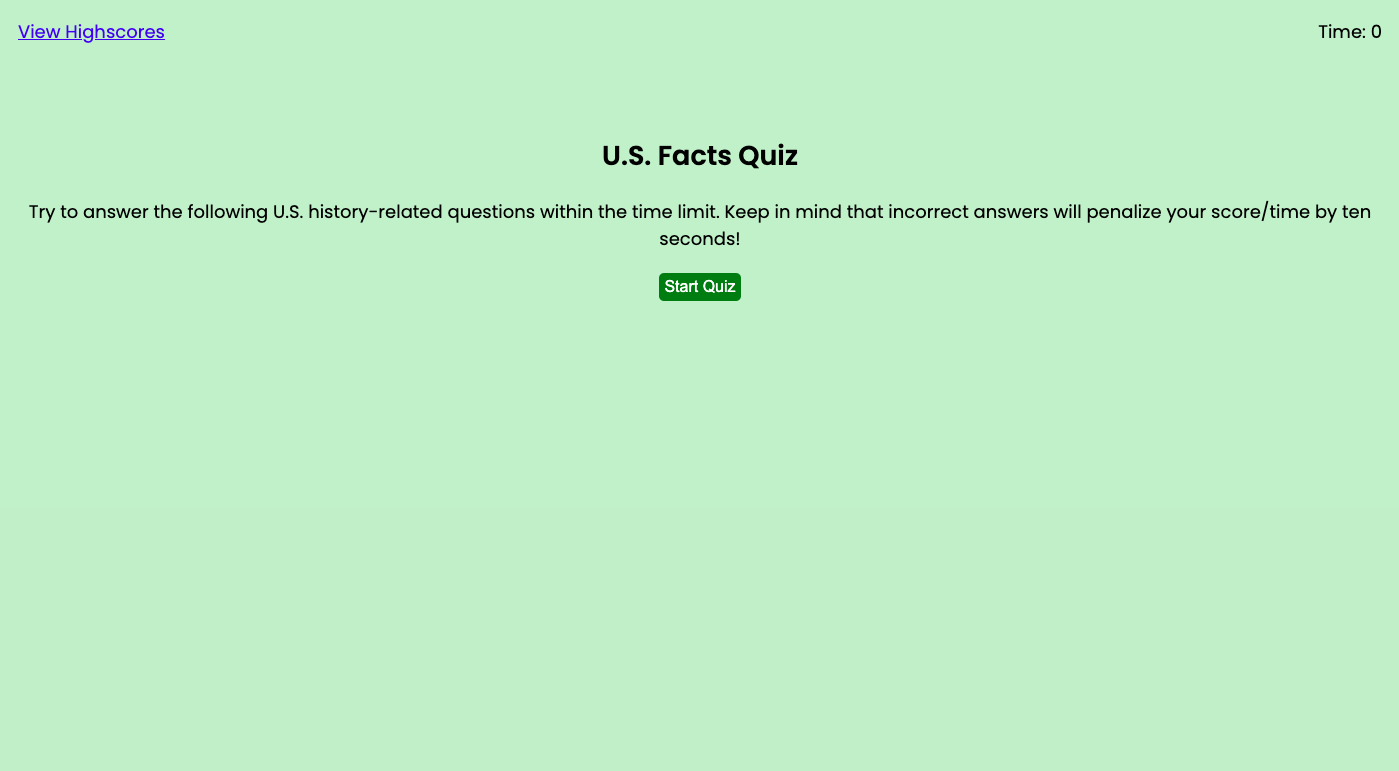 View Highscores
Time: 0
U.S. Facts Quiz
Try to answer the following U.S. history-related questions within the time limit. Keep in mind that incorrect answers will penalize your score/time by ten
seconds!
Start Quiz